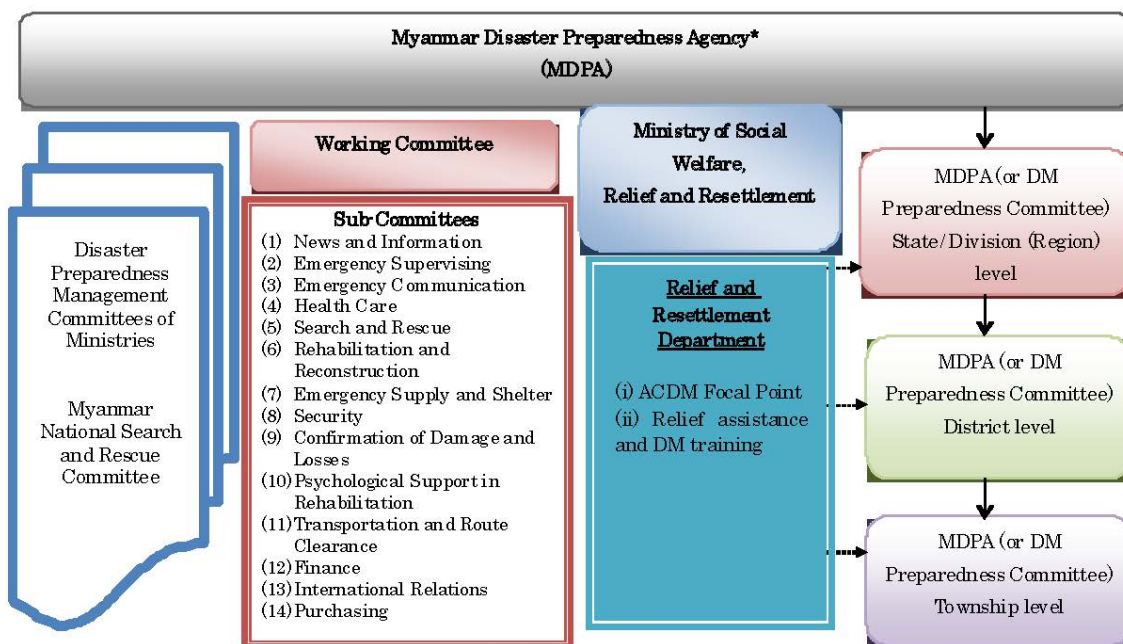 Myanmar Disaster Preparedness Agency*
(MDPA)
Disaster
Preparedness
Management
Committees of
Ministries
Myanmar
National Search
and Rescue
Committee
Working Committee
Sub-Committees
(1) News and Information
(2) Emergency Supervising
(3) Emergency Communication
(4) Health Care
(5) Search and Rescue
(6) Rehabilitation and
Reconstruction
(7) Emergency Supply and Shelter
(8) Security
(9) Confirmation of Damage and
Losses
(10) Psychological Support in
Rehabilitation
(11) Transportation and Route
Clearance
(12) Finance
(13) International Relations
(14) Purchasing
Ministry of Social
Welfare,
Relief and Resettlement
Relief and
Resettlement
Department
(i) ACDM Focal Point
(ii) Relief assistance
and DM training
MDPA (or DM
Preparedness Committee)
State/Division (Region)
level
MDPA (or DM
Preparedness Committee)
District level
MDPA (or DM
Preparedness Committee)
Township level